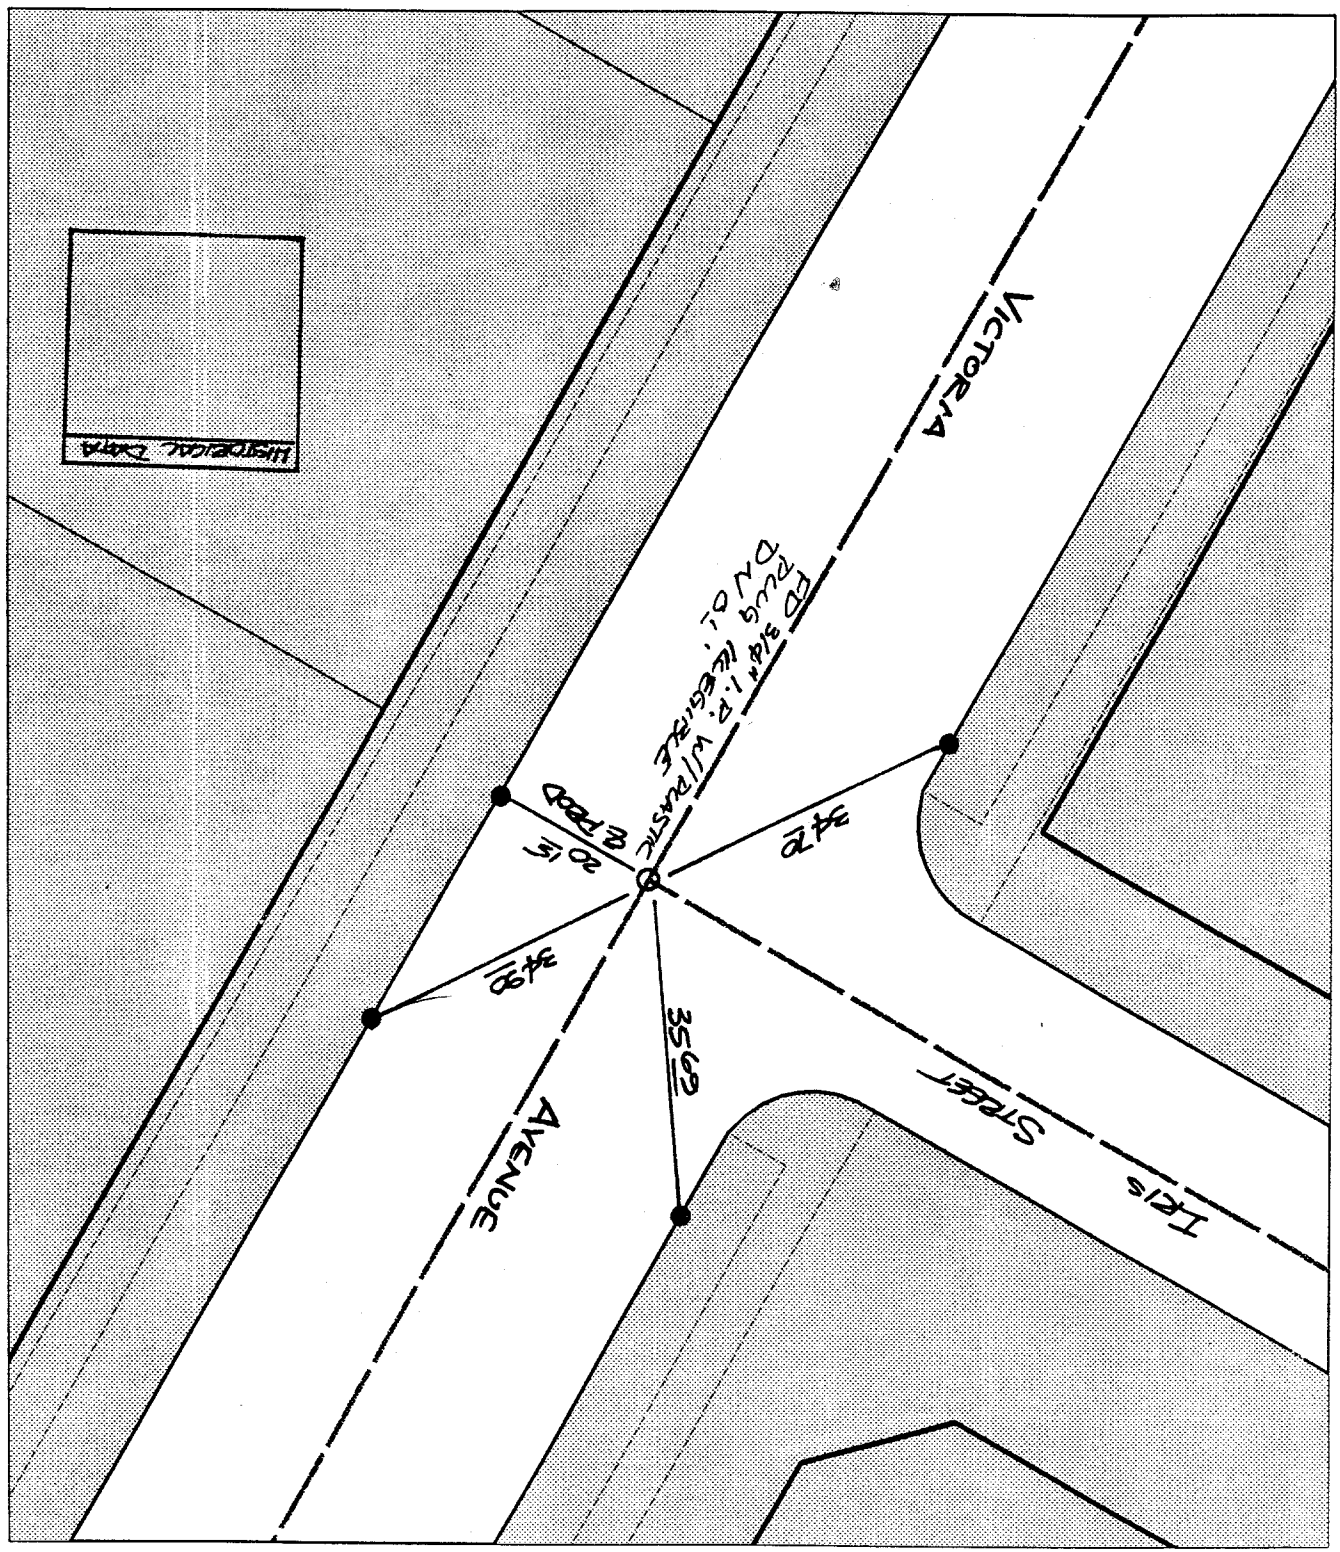 VICTORIA
AVENUE
IRIS
STREET
FD 3/4" I.P. W/PLASTIC
PLUG ILLEGIBLE
DN 0.1'
34.70
20.15
34.90
35.69
HISTORICAL DATA